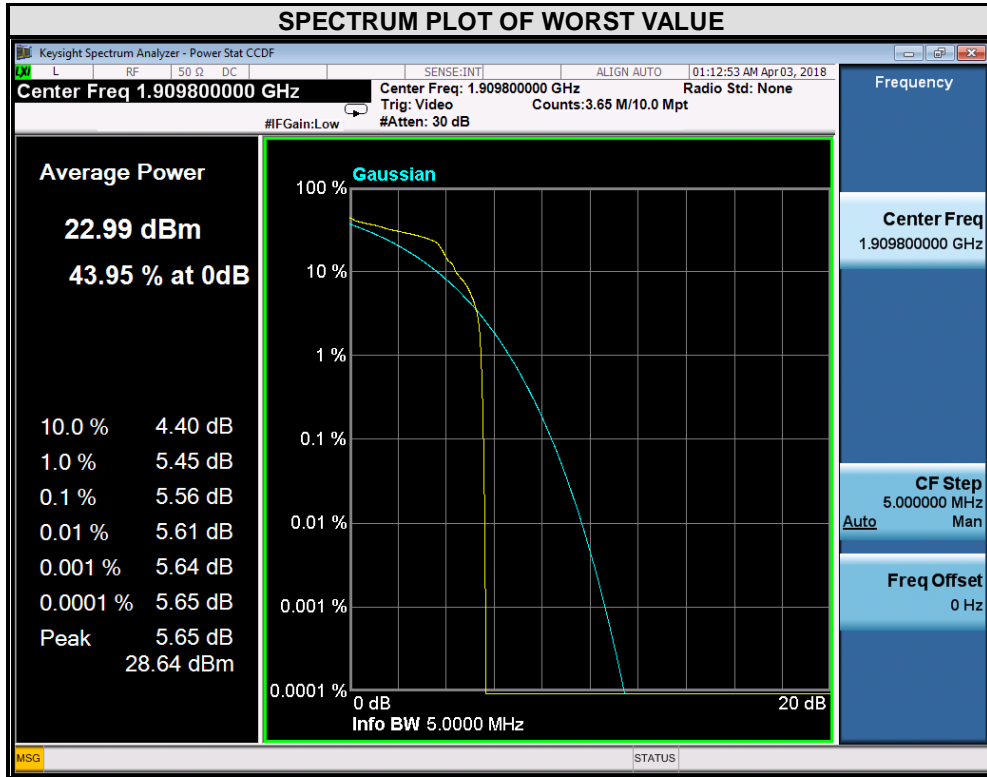 SPECTRUM PLOT OF WORST VALUE
Keysight Spectrum Analyzer - Power Stat CCDF
LXI L RF 50 Ω DC SENSE:INT ALIGN AUTO 01:12:53 AM Apr 03, 2018
Center Freq 1.909800000 GHz
Center Freq: 1.909800000 GHz Radio Std: None
Trig: Video Counts:3.65 M/10.0 Mpt
#IFGain:Low #Atten: 30 dB
Average Power
22.99 dBm
43.95 % at 0dB
10.0 % 4.40 dB
1.0 % 5.45 dB
0.1 % 5.56 dB
0.01 % 5.61 dB
0.001 % 5.64 dB
0.0001 % 5.65 dB
Peak 5.65 dB
28.64 dBm
Gaussian
100 %
10 %
1 %
0.1 %
0.01 %
0.001 %
0.0001 %
0 dB 20 dB
Info BW 5.0000 MHz
Frequency
Center Freq
1.909800000 GHz
CF Step
5.000000 MHz
Auto Man
Freq Offset
0 Hz
MSG STATUS